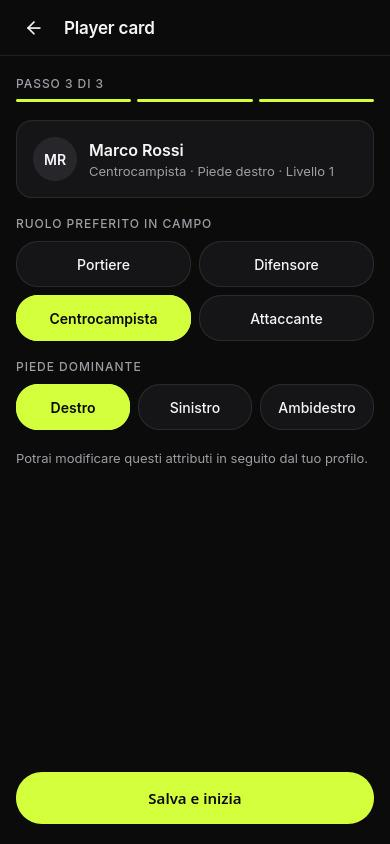 Player card
PASSO 3 DI 3
MR
Marco Rossi
Centrocampista · Piede destro · Livello 1
RUOLO PREFERITO IN CAMPO
Portiere
Difensore
Centrocampista
Attaccante
PIEDE DOMINANTE
Destro
Sinistro
Ambidestro
Potrai modificare questi attributi in seguito dal tuo profilo.
Salva e inizia